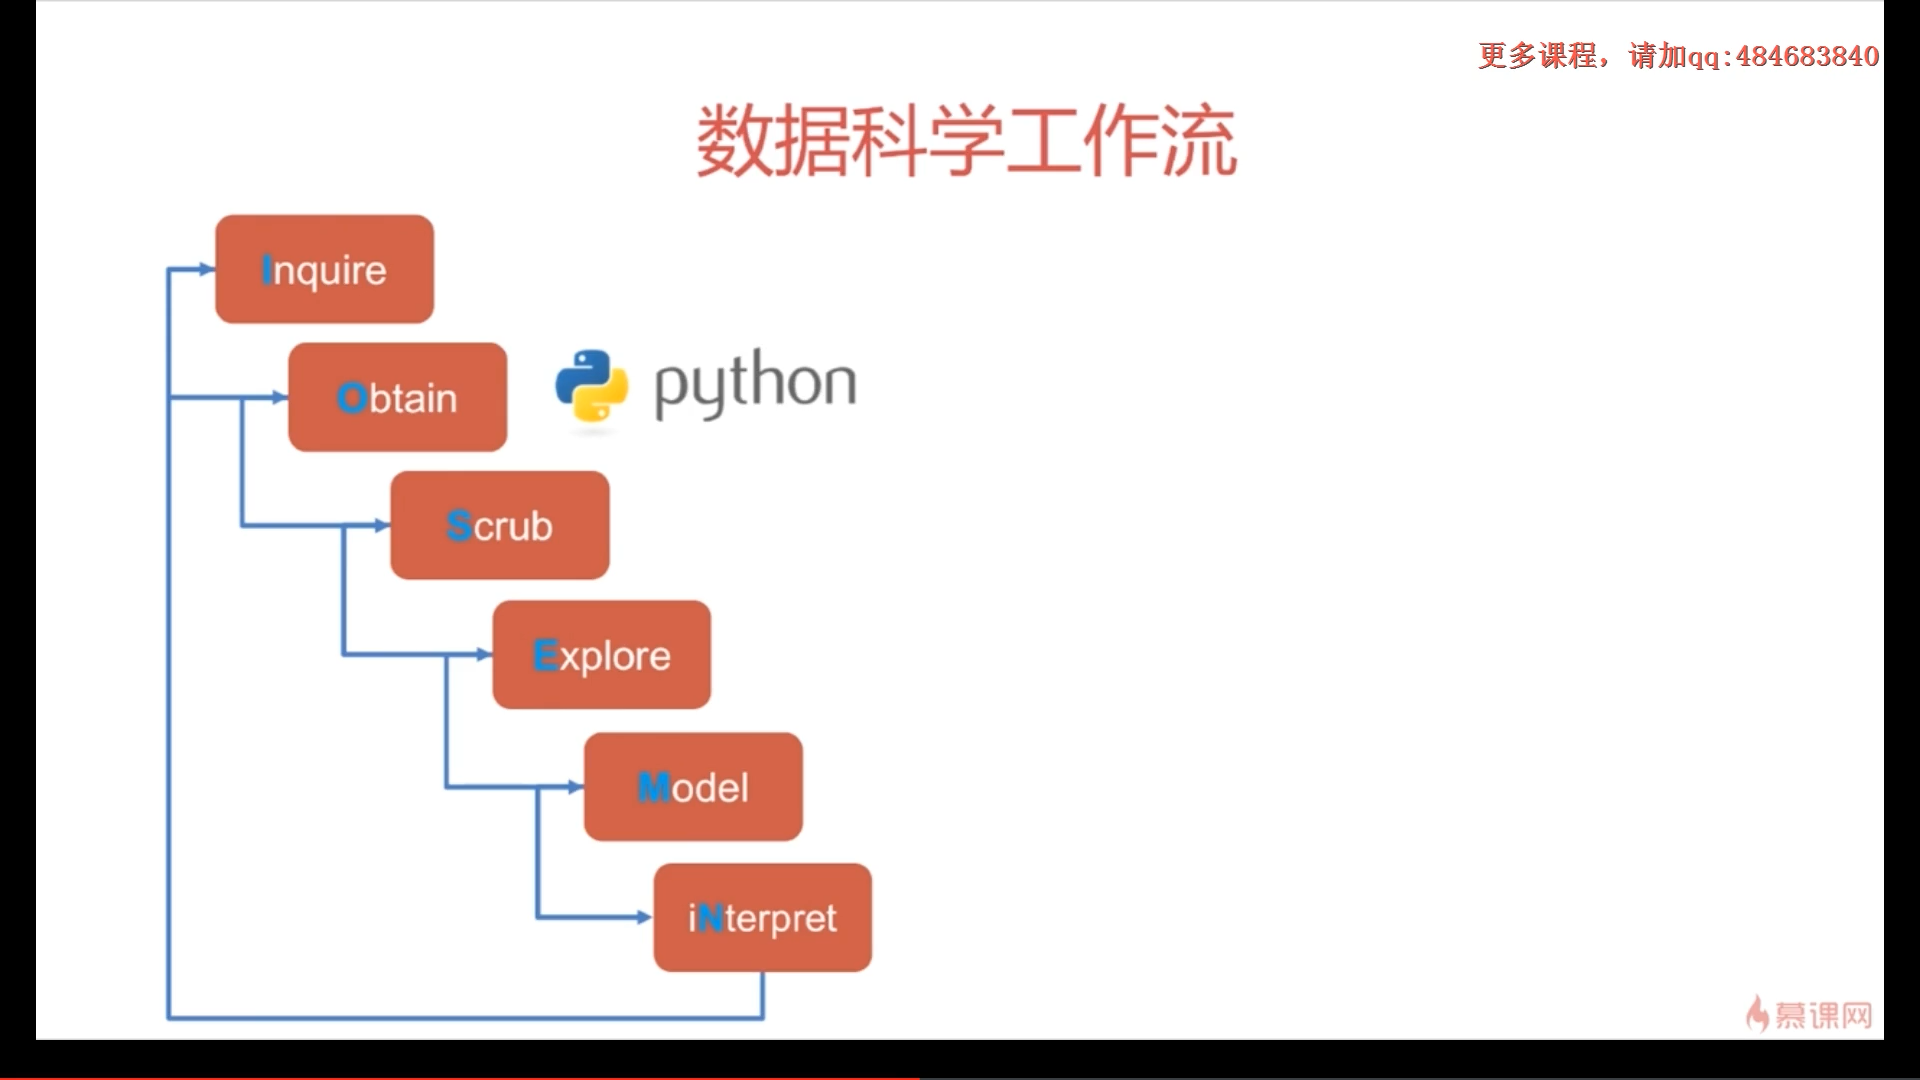 更多课程，请加qq:484683840
数据科学工作流
Inquire
Obtain
python
Scrub
Explore
Model
iNterpret
慕课网